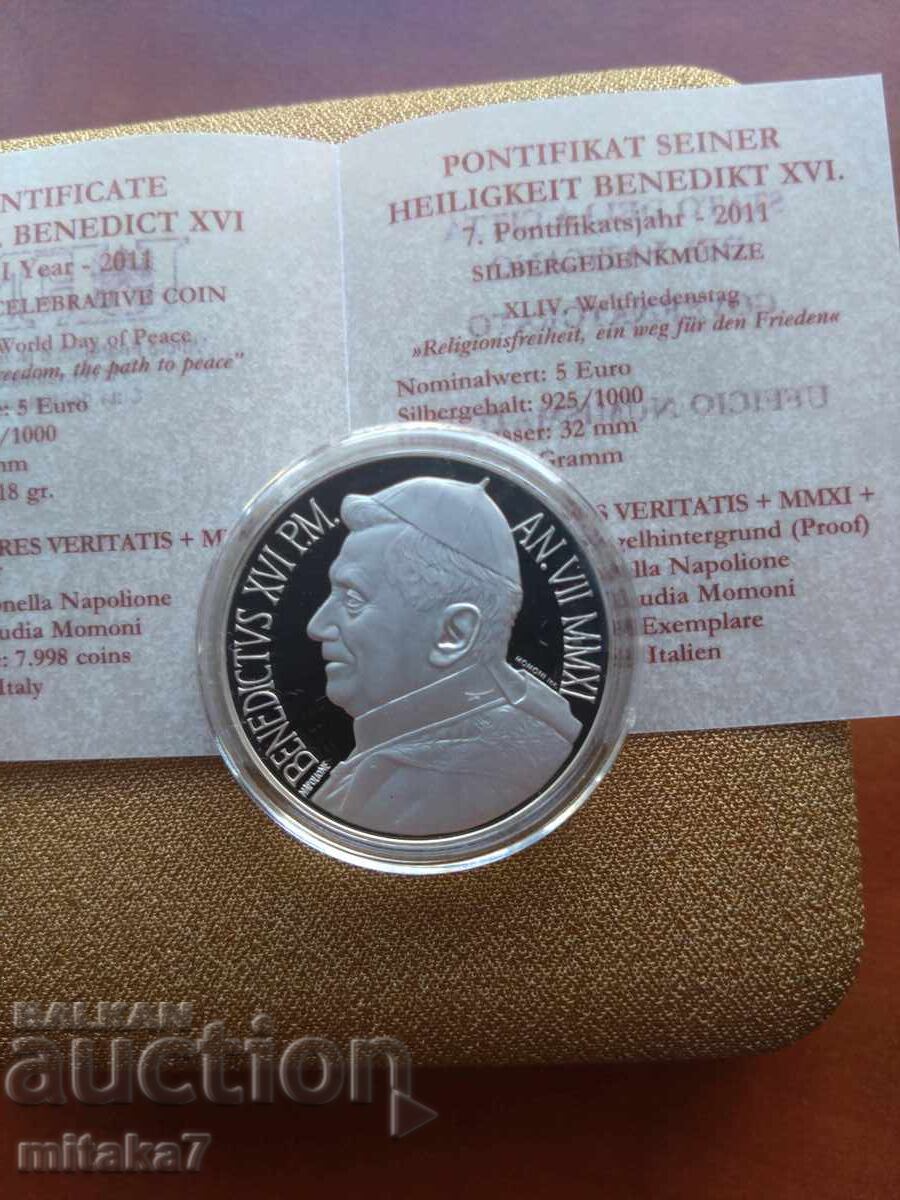 NTIFICATE
BENEDICT XVI
I Year - 2011
CELEBRATIVE COIN
World Day of Peace
eedom, the path to peace"
: 5 Euro
/1000
mm
18 gr.
RES VERITATIS + M
onella Napolione
udia Momoni
: 7.998 coins
Italy
PONTIFIKAT SEINER
HEILIGKEIT BENEDIKT XVI.
7. Pontifikatsjahr - 2011
SILBERGEDENKMÜNZE
XLIV. Weltfriedenstag
»Religionsfreiheit, ein weg für den Frieden«
Nominalwert: 5 Euro
Silbergehalt: 925/1000
sser: 32 mm
Gramm
S VERITATIS + MMXI +
elhintergrund (Proof)
lla Napolione
udia Momoni
Exemplare
Italien
UFFICIO
BENEDICTVS XVI P.M.
AN. VII MMXI
MOMONI INC.
NAPOLIONE
BALKAN
auction
mitaka7